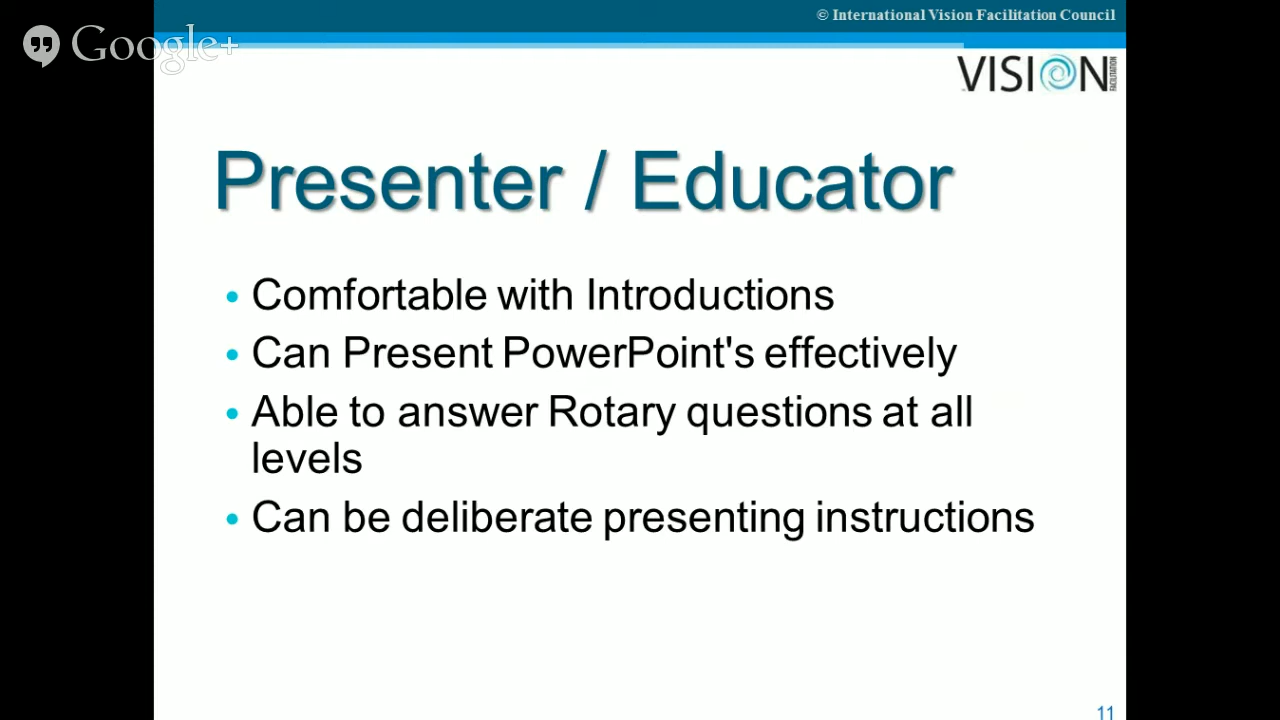 © International Vision Facilitation Council
Google+
VISION
FACILITATION
Presenter / Educator
• Comfortable with Introductions
• Can Present PowerPoint's effectively
• Able to answer Rotary questions at all
levels
• Can be deliberate presenting instructions
11